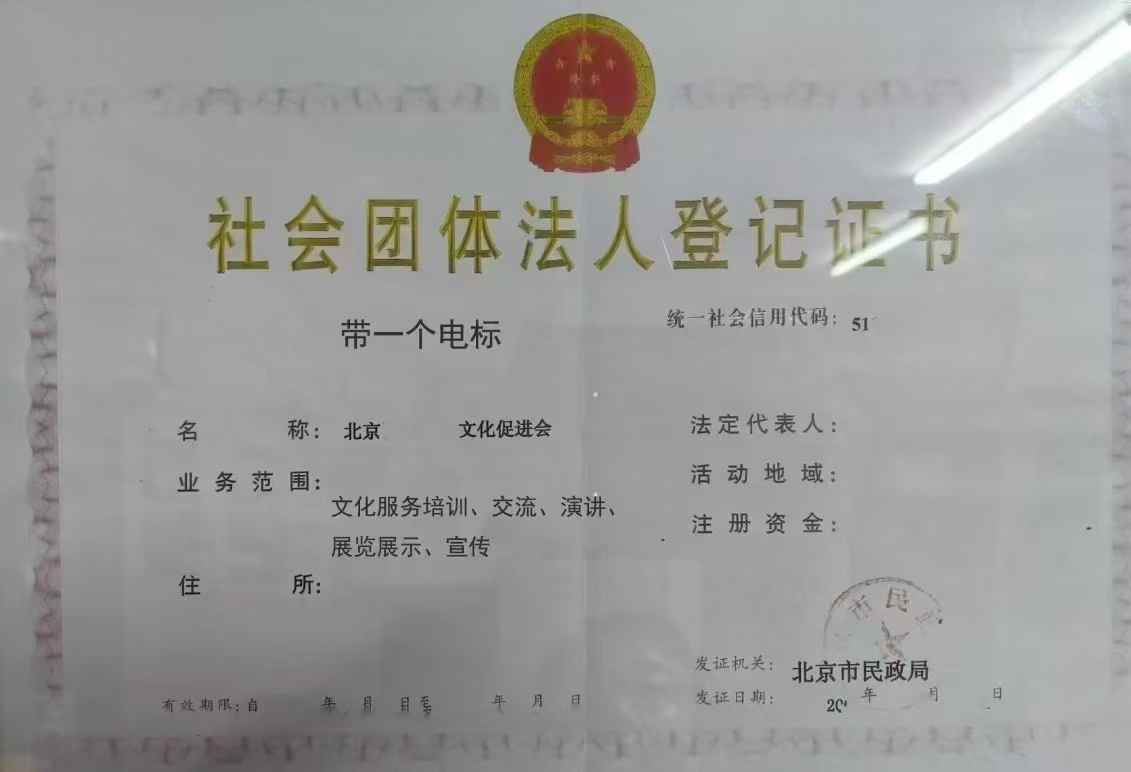 社会团体法人登记证书
带一个电标
统一社会信用代码: 51
名 称: 北京 文化促进会
业务范围:
文化服务培训、交流、演讲、
展览展示、宣传
住 所:
法定代表人:
活动地域:
注册资金:
市民
发证机关: 北京市民政局
发证日期: 20 年 月 日
有效期限:自 年 月 日至 年 月 日